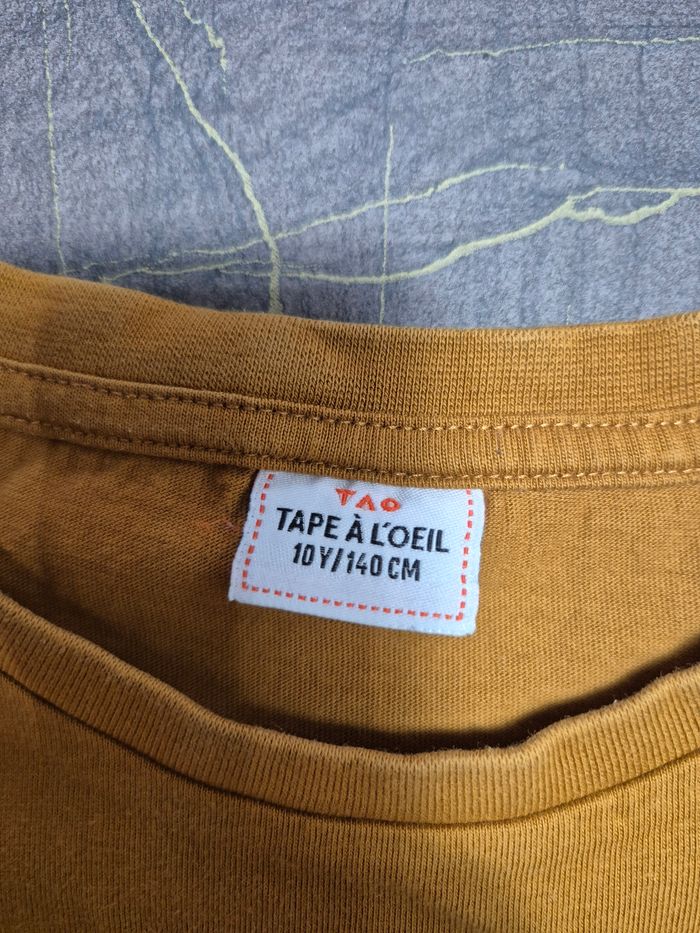 TAO
TAPE À L'OEIL
10Y/140 CM